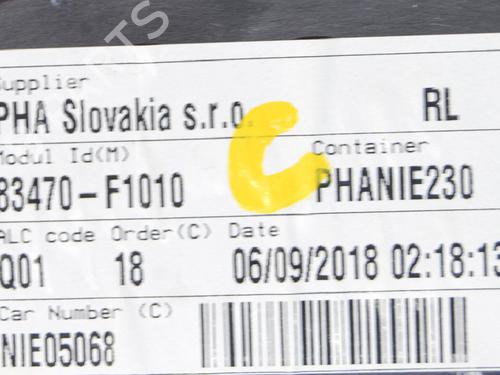 Supplier
PHA Slovakia s.r.o. RL
Modul Id(M) Container
83470-F1010 PHANIE230
ALC code Order(C) Date
Q01 18 06/09/2018 02:18:13
Car Number (C)
NIE05068